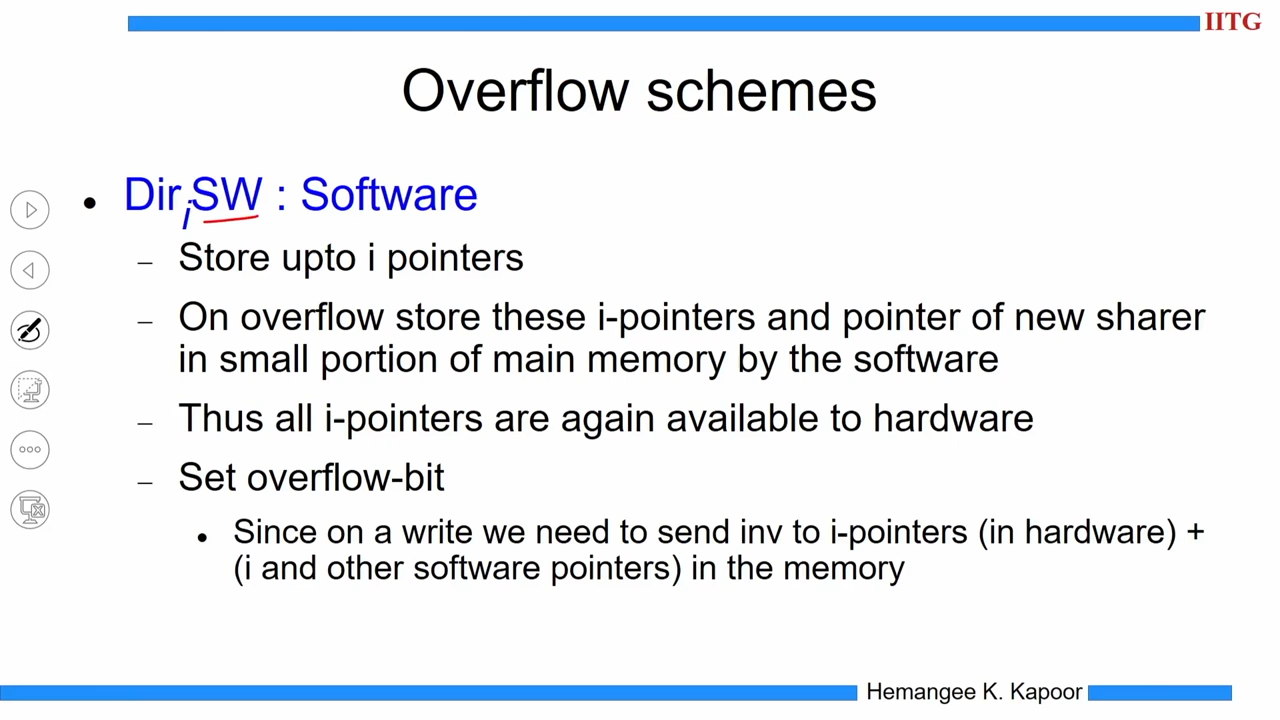 IITG
Overflow schemes
• Dir i SW : Software
– Store upto i pointers
– On overflow store these i-pointers and pointer of new sharer
in small portion of main memory by the software
– Thus all i-pointers are again available to hardware
– Set overflow-bit
• Since on a write we need to send inv to i-pointers (in hardware) +
(i and other software pointers) in the memory
Hemangee K. Kapoor